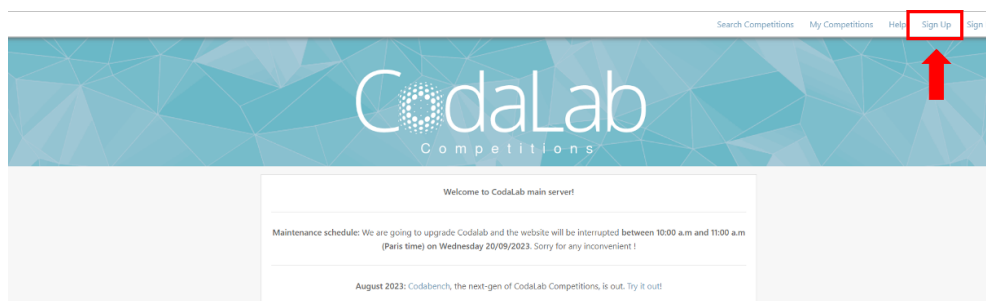 Search Competitions My Competitions Help Sign Up Sign
CodaLab
Competitions
Welcome to CodaLab main server!
Maintenance schedule: We are going to upgrade Codalab and the website will be interrupted between 10:00 a.m and 11:00 a.m
(Paris time) on Wednesday 20/09/2023. Sorry for any inconvenient !
August 2023: Codabench, the next-gen of CodaLab Competitions, is out. Try it out!